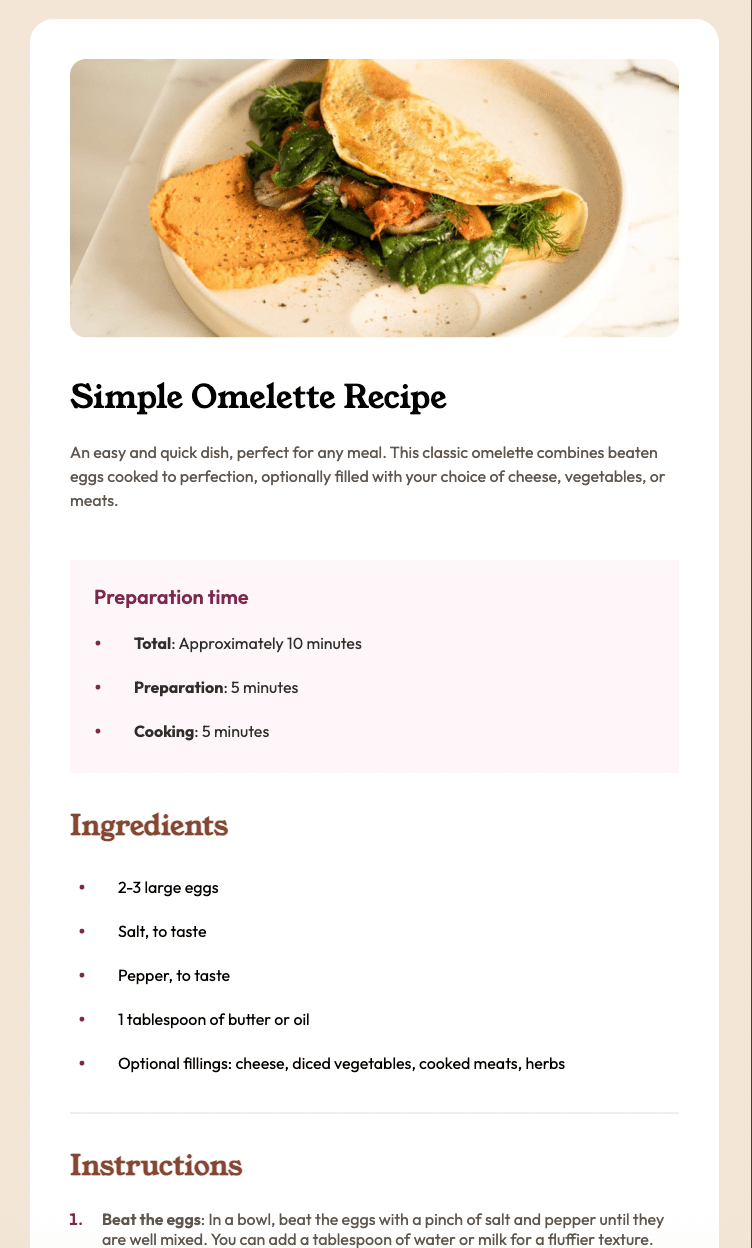 Simple Omelette Recipe
An easy and quick dish, perfect for any meal. This classic omelette combines beaten
eggs cooked to perfection, optionally filled with your choice of cheese, vegetables, or
meats.
Preparation time
• Total: Approximately 10 minutes
• Preparation: 5 minutes
• Cooking: 5 minutes
Ingredients
• 2-3 large eggs
• Salt, to taste
• Pepper, to taste
• 1 tablespoon of butter or oil
• Optional fillings: cheese, diced vegetables, cooked meats, herbs
Instructions
1. Beat the eggs: In a bowl, beat the eggs with a pinch of salt and pepper until they
are well mixed. You can add a tablespoon of water or milk for a fluffier texture.